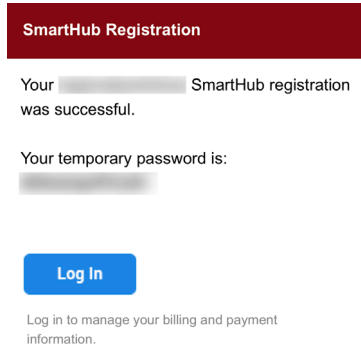 SmartHub Registration
Your SmartHub registration
was successful.
Your temporary password is:
Log In
Log in to manage your billing and payment
information.